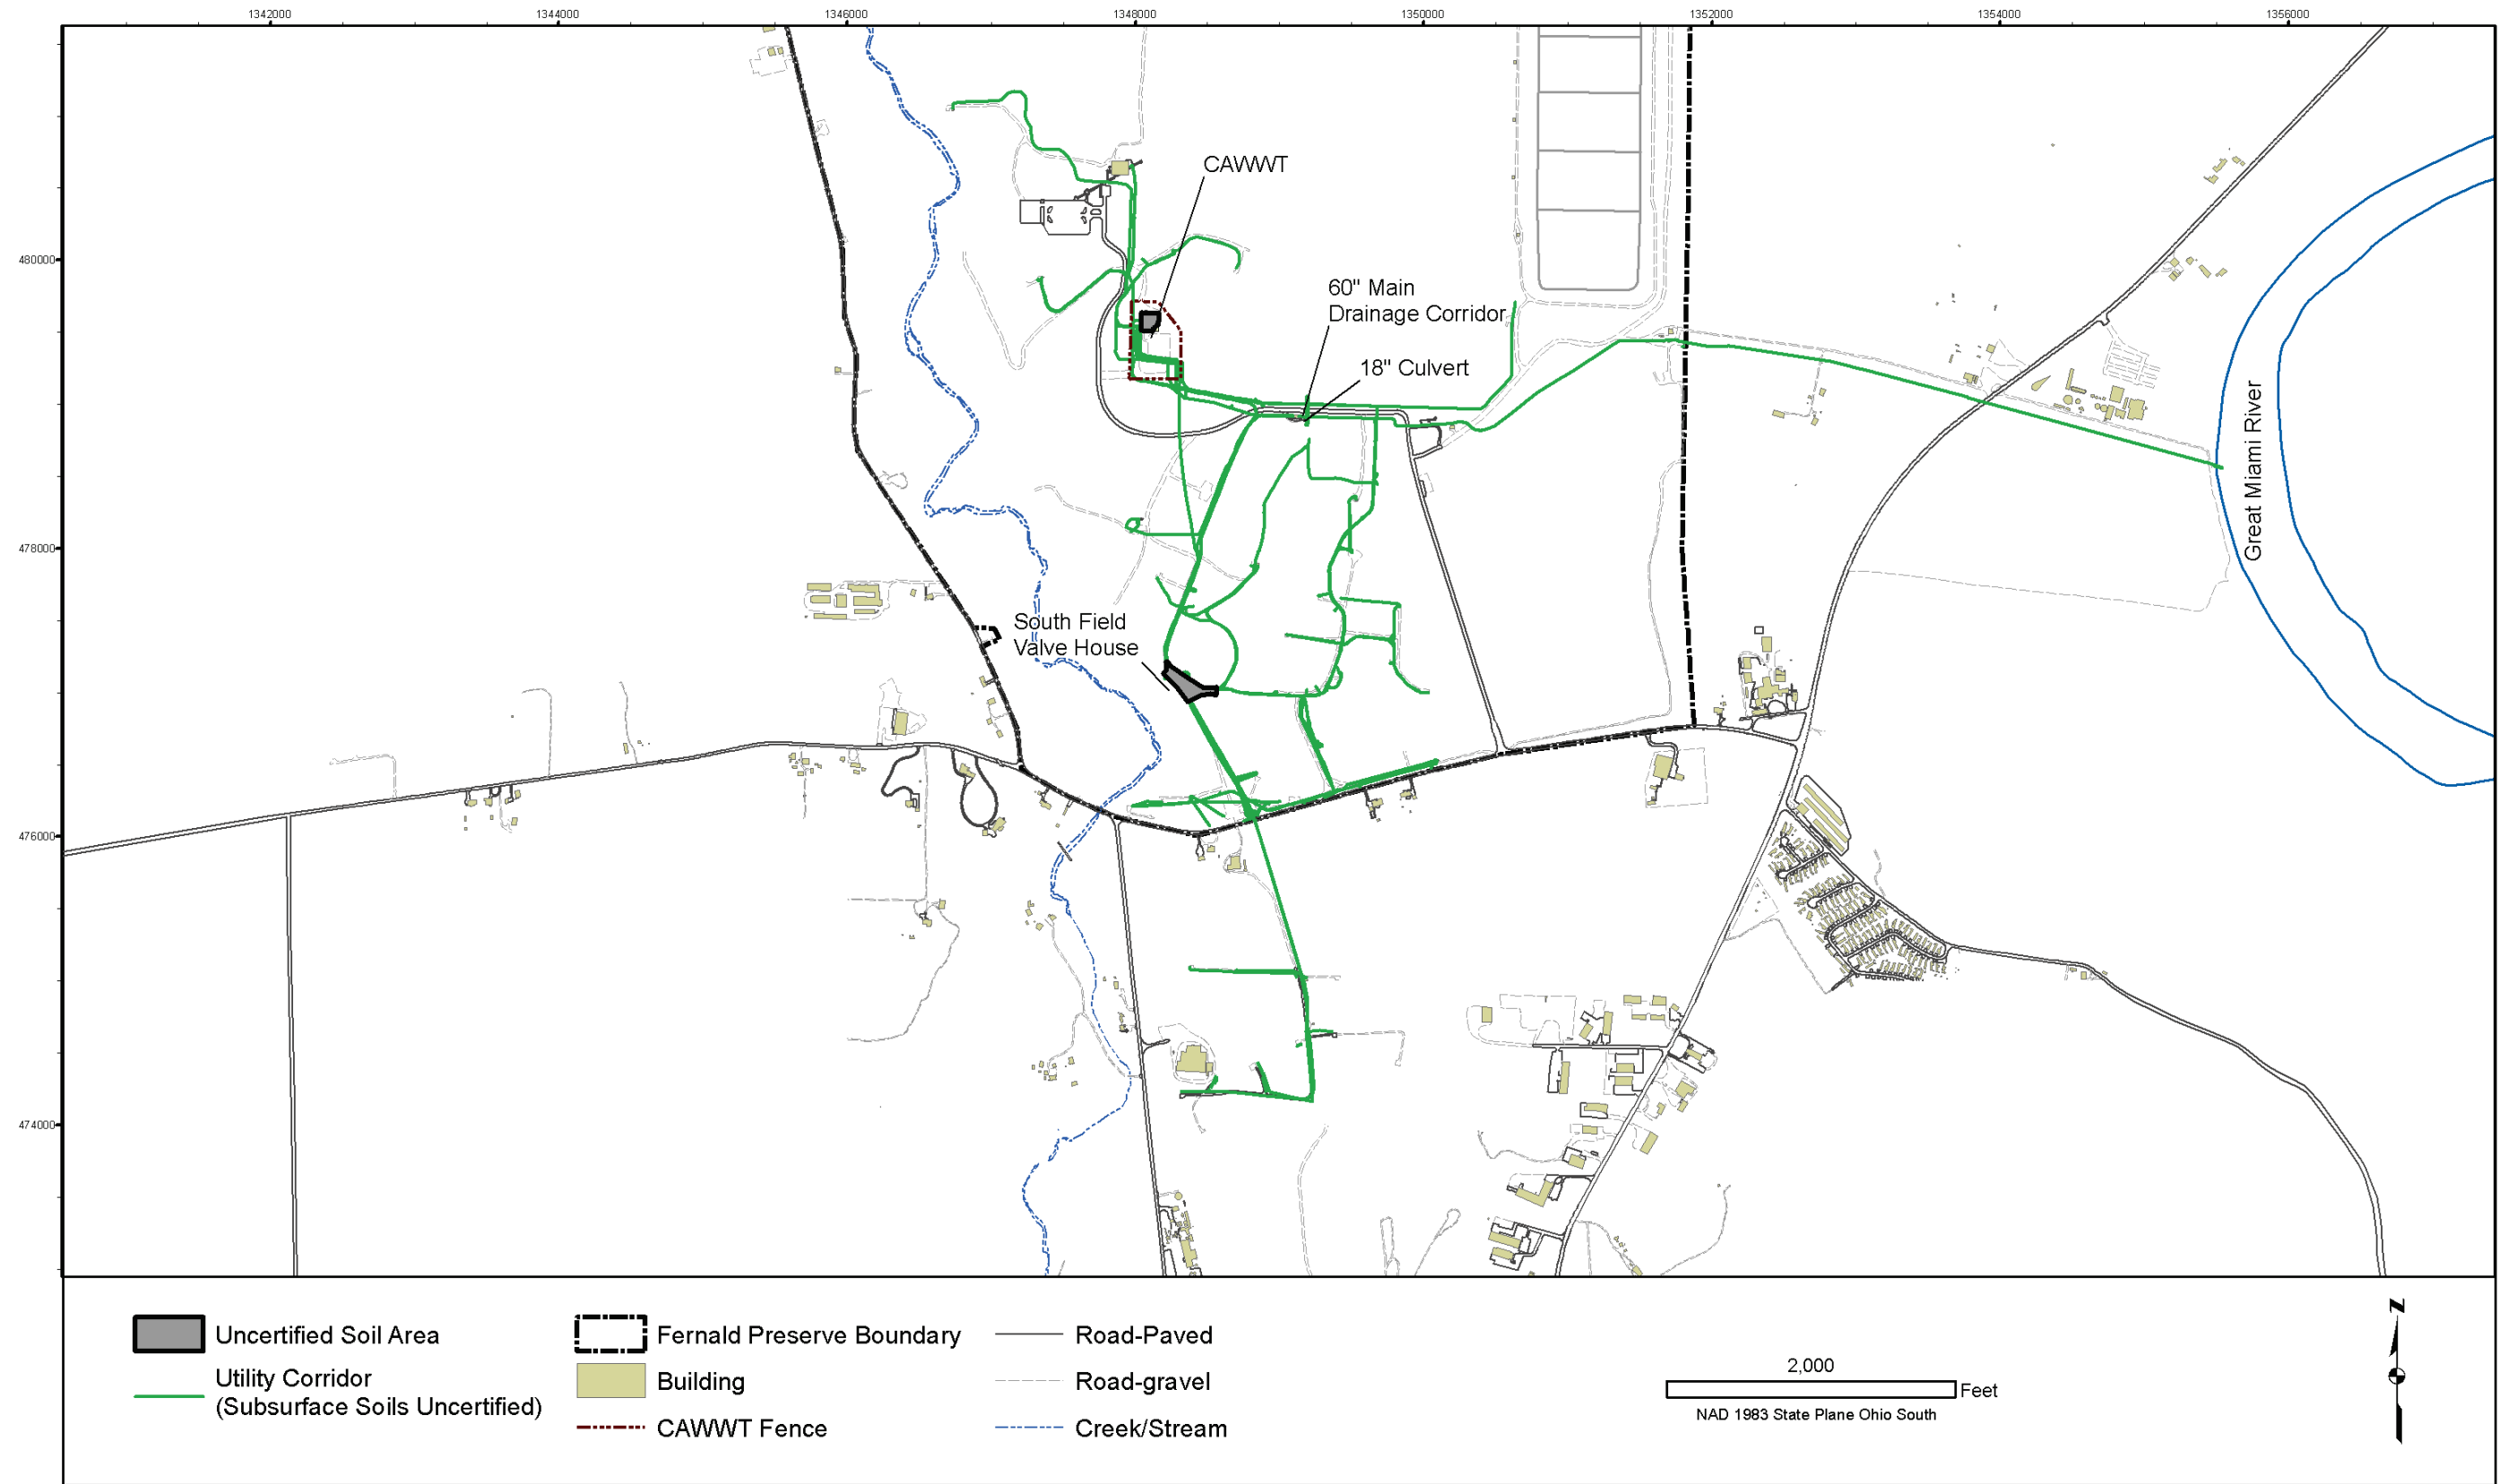 1342000
1344000
1346000
1348000
1350000
1352000
1354000
1356000
480000
478000
476000
474000
CAWWT
60" Main
Drainage Corridor
18" Culvert
Great Miami River
South Field
Valve House
Uncertified Soil Area
Utility Corridor
(Subsurface Soils Uncertified)
Fernald Preserve Boundary
Building
CAWWT Fence
Road-Paved
Road-gravel
Creek/Stream
2,000
Feet
NAD 1983 State Plane Ohio South
N